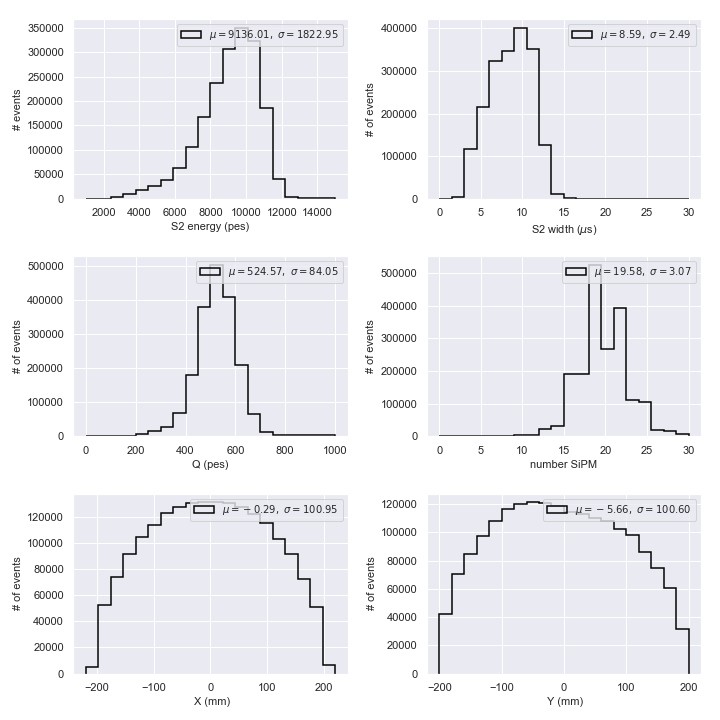 350000
300000
250000
200000
150000
100000
50000
0
# events
μ = 9136.01, σ = 1822.95
2000 4000 6000 8000 10000 12000 14000
S2 energy (pes)
400000
300000
200000
100000
0
# of events
μ = 8.59, σ = 2.49
0 5 10 15 20 25 30
S2 width (μs)
500000
400000
300000
200000
100000
0
# of events
μ = 524.57, σ = 84.05
0 200 400 600 800 1000
Q (pes)
500000
400000
300000
200000
100000
0
# of events
μ = 19.58, σ = 3.07
0 5 10 15 20 25 30
number SiPM
120000
100000
80000
60000
40000
20000
0
# of events
μ = −0.29, σ = 100.95
−200 −100 0 100 200
X (mm)
120000
100000
80000
60000
40000
20000
0
# of events
μ = −5.66, σ = 100.60
−200 −100 0 100 200
Y (mm)